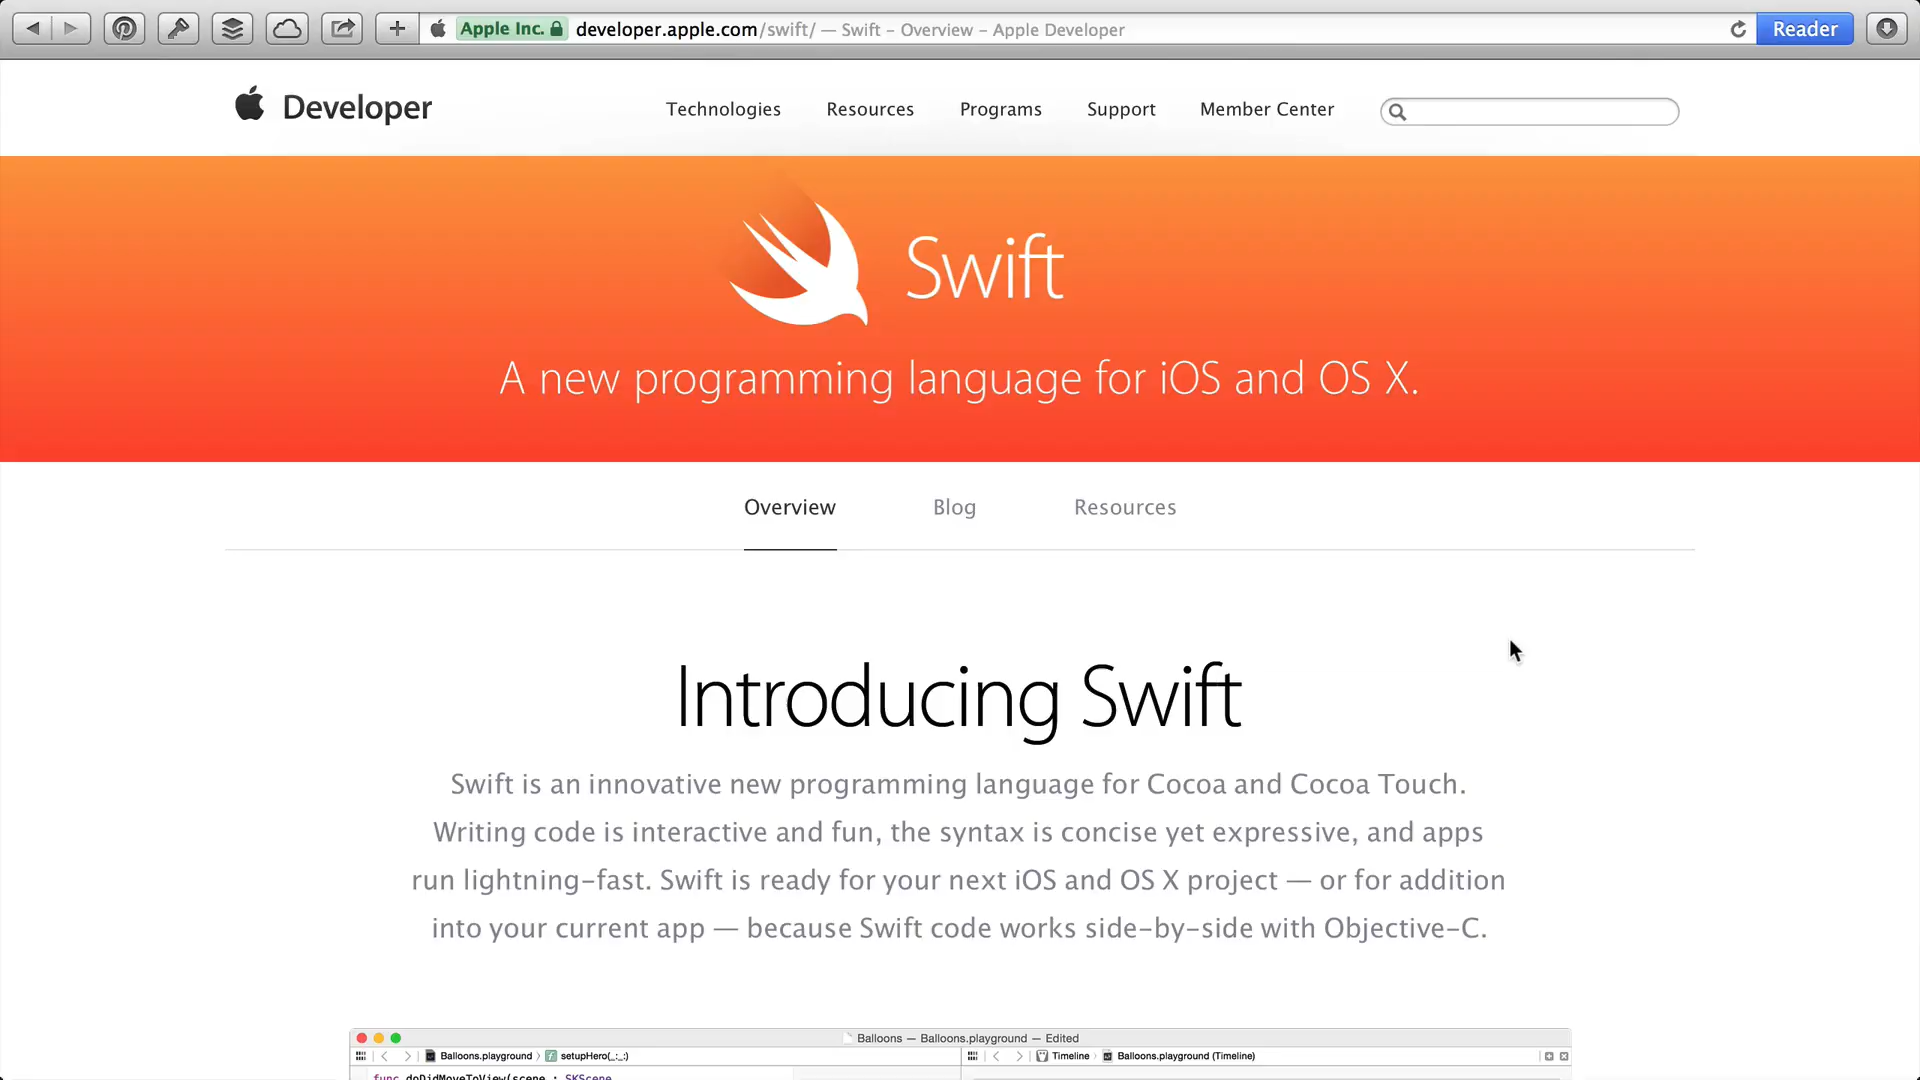 Apple Inc. developer.apple.com/swift/ — Swift – Overview – Apple Developer
Reader
Developer
Technologies Resources Programs Support Member Center
Swift
A new programming language for iOS and OS X.
Overview Blog Resources
Introducing Swift
Swift is an innovative new programming language for Cocoa and Cocoa Touch.
Writing code is interactive and fun, the syntax is concise yet expressive, and apps
run lightning-fast. Swift is ready for your next iOS and OS X project — or for addition
into your current app — because Swift code works side-by-side with Objective-C.
Balloons — Balloons.playground — Edited
Balloons.playground setupHero(_:_:) Timeline Balloons.playground (Timeline)
func doDidMoveToView(scene : SKScene